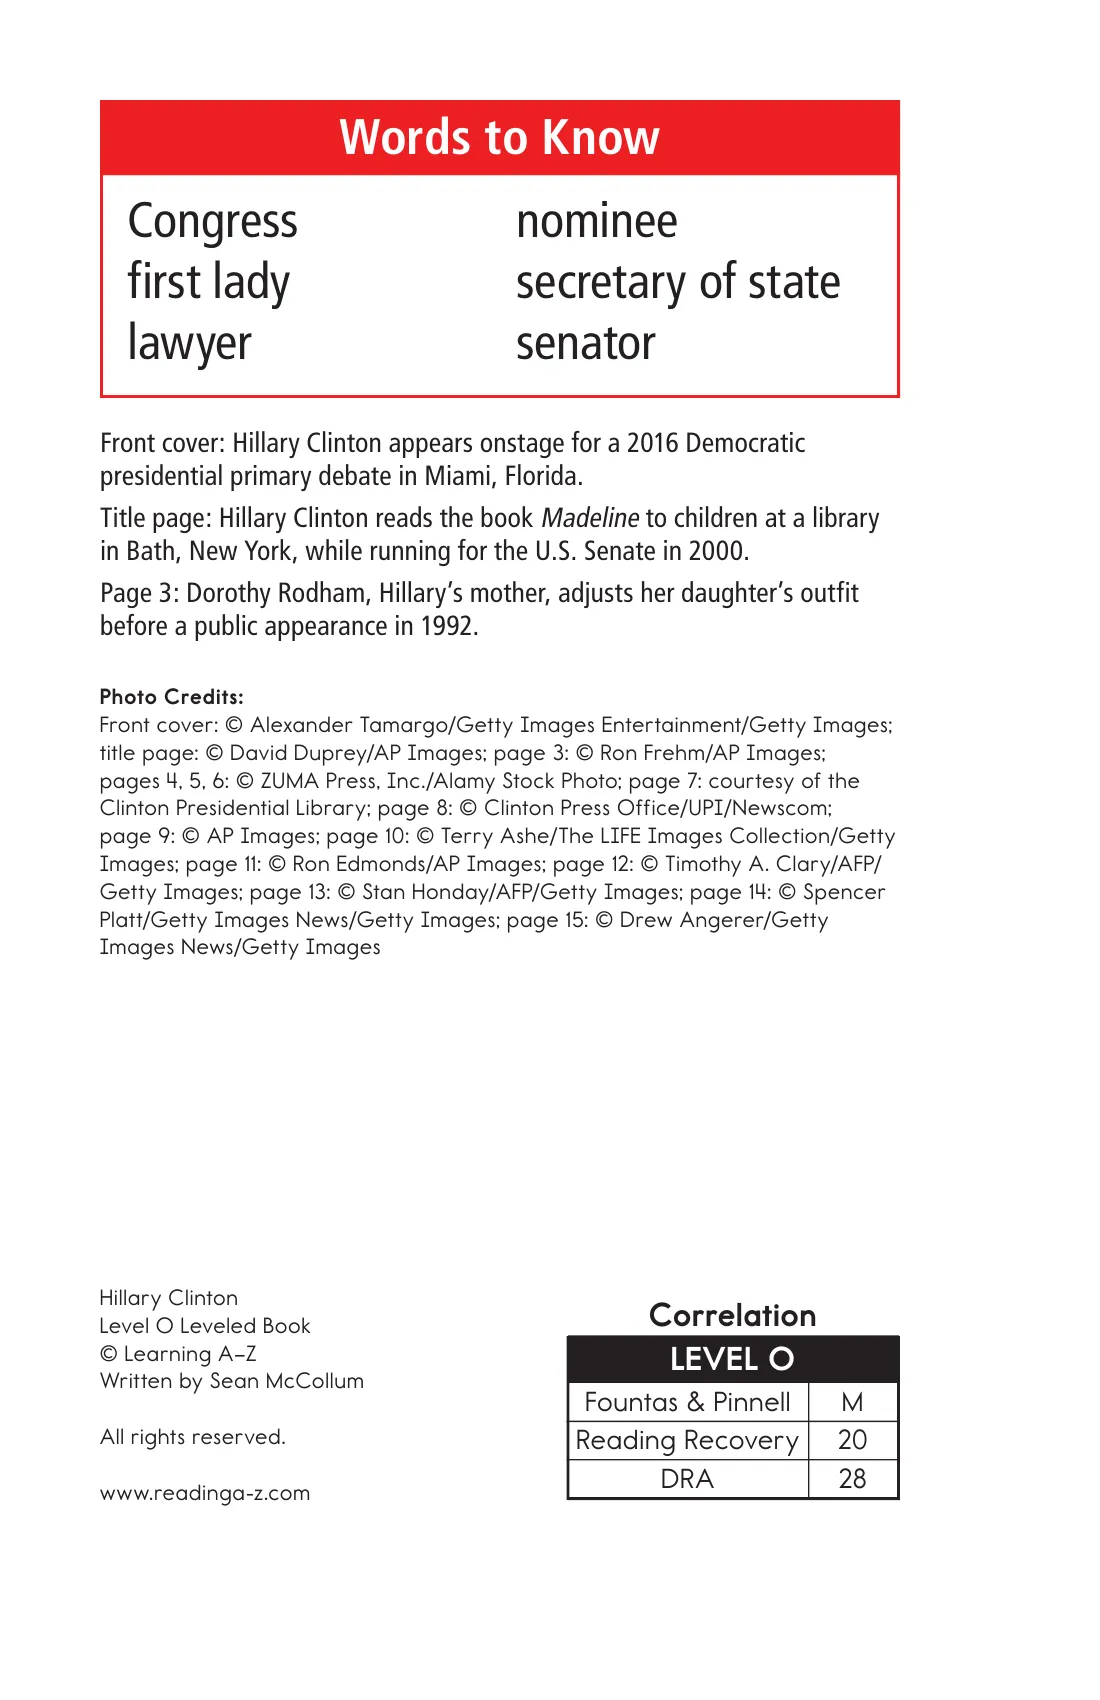 Words to Know
Congress
first lady
lawyer
nominee
secretary of state
senator
Front cover: Hillary Clinton appears onstage for a 2016 Democratic
presidential primary debate in Miami, Florida.
Title page: Hillary Clinton reads the book Madeline to children at a library
in Bath, New York, while running for the U.S. Senate in 2000.
Page 3: Dorothy Rodham, Hillary’s mother, adjusts her daughter’s outfit
before a public appearance in 1992.
Photo Credits:
Front cover: © Alexander Tamargo/Getty Images Entertainment/Getty Images;
title page: © David Duprey/AP Images; page 3: © Ron Frehm/AP Images;
pages 4, 5, 6: © ZUMA Press, Inc./Alamy Stock Photo; page 7: courtesy of the
Clinton Presidential Library; page 8: © Clinton Press Office/UPI/Newscom;
page 9: © AP Images; page 10: © Terry Ashe/The LIFE Images Collection/Getty
Images; page 11: © Ron Edmonds/AP Images; page 12: © Timothy A. Clary/AFP/
Getty Images; page 13: © Stan Honday/AFP/Getty Images; page 14: © Spencer
Platt/Getty Images News/Getty Images; page 15: © Drew Angerer/Getty
Images News/Getty Images
Hillary Clinton
Level O Leveled Book
© Learning A–Z
Written by Sean McCollum
All rights reserved.
www.readinga-z.com
Correlation
LEVEL O
Fountas & Pinnell M
Reading Recovery 20
DRA 28